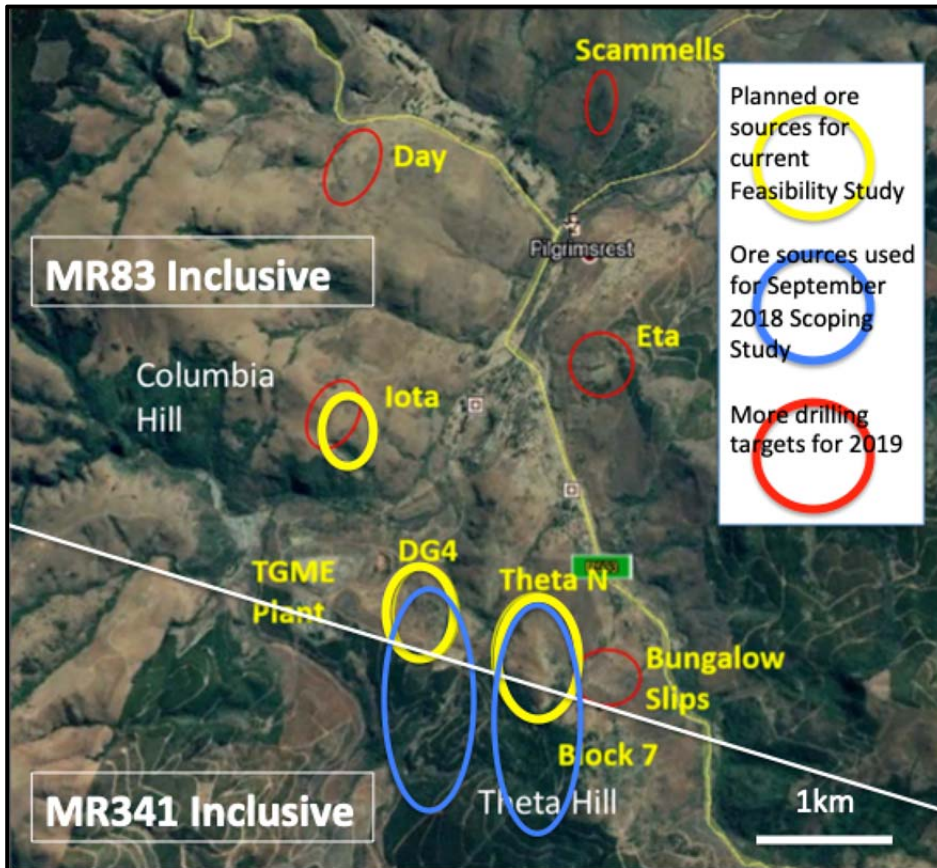 Scammells
Planned ore
sources for
current
Feasibility Study
Day
Pilgrimsrest
MR83 Inclusive
Ore sources used
for September
2018 Scoping
Study
Eta
Columbia
Hill
Iota
More drilling
targets for 2019
DG4
TGME
Plant
Theta N
Bungalow
Slips
Block 7
Theta Hill
MR341 Inclusive
1km